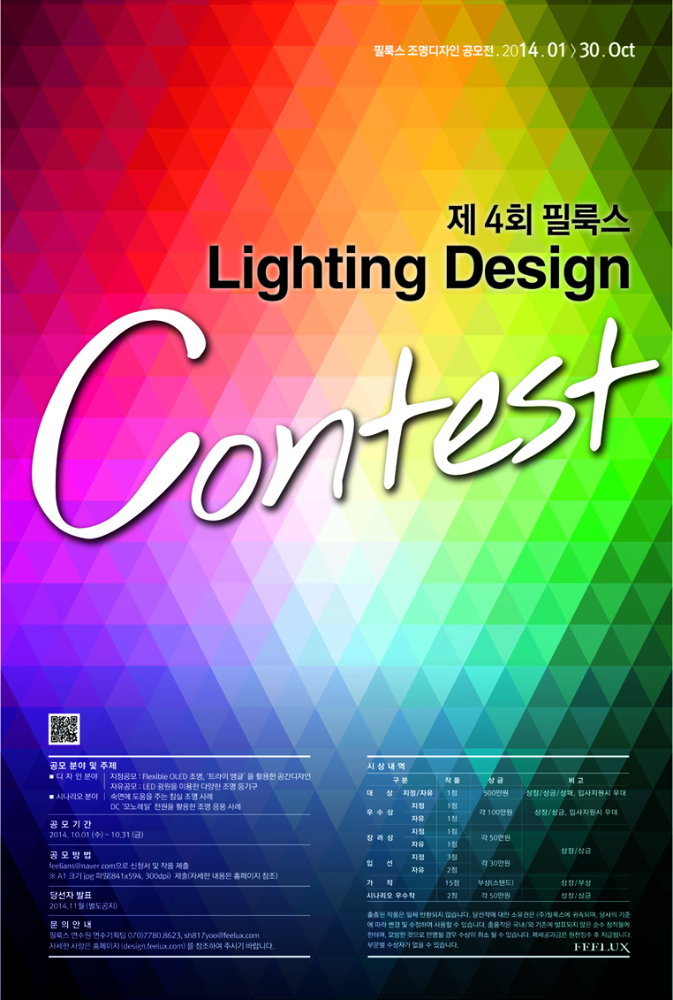 필룩스 조명디자인 공모전 . 2014 . 01 > 30 . Oct
제 4회 필룩스
Lighting Design
Contest
공모 분야 및 주제
■ 디 자 인 분야 | 지정공모 : Flexible OLED 조명, ‘트라이 앵글’ 을 활용한 공간디자인
자유공모 : LED 광원을 이용한 다양한 조명 등기구
■ 시나리오 분야 | 숙면에 도움을 주는 침실 조명 사례
DC ‘모노레일’ 전원을 활용한 조명 응용 사례
공 모 기 간
2014. 10.01 (수) ~ 10.31 (금)
공 모 방 법
feelians@naver.com으로 신청서 및 작품 제출
※ A1 크기 jpg 파일(841x594, 300dpi) 제출(자세한 내용은 홈페이지 참조)
당선자 발표
2014.11월 (별도공지)
문 의 안 내
필룩스 연수원 연수기획팀 070)7780,8623, sh817yoo@feelux.com
자세한 사항은 홈페이지 (design.feelux.com) 를 참조하여 주시기 바랍니다.
시 상 내 역
구 분 작 품 상 금 비 고
대 상 지정/자유 1점 500만원 상장/상금/상패, 입사지원시 우대
우 수 상 지정 1점 각 100만원 상장/상금, 입사지원시 우대
자유 1점
장 려 상 지정 1점 각 50만원 상장/상금
자유 1점
입 선 지정 3점 각 30만원
자유 2점
가 작 15점 부상(스탠드) 상장/부상
시나리오 우수작 2점 각 50만원 상장/상금
출품된 작품은 일체 반환되지 않습니다. 당선작에 대한 소유권은 (주)필룩스에 귀속되며, 당사의 기준
에 따라 변경 및 수정하여 사용할 수 있습니다. 출품작은 국내/외 기존에 발표되지 않은 순수 창작물에
한하며, 모방한 것으로 판명될 경우 수상이 취소 될 수 있습니다. 제세공과금은 원천징수 후 지급됩니다.
부문별 수상자가 없을 수 있습니다.
FEELUX